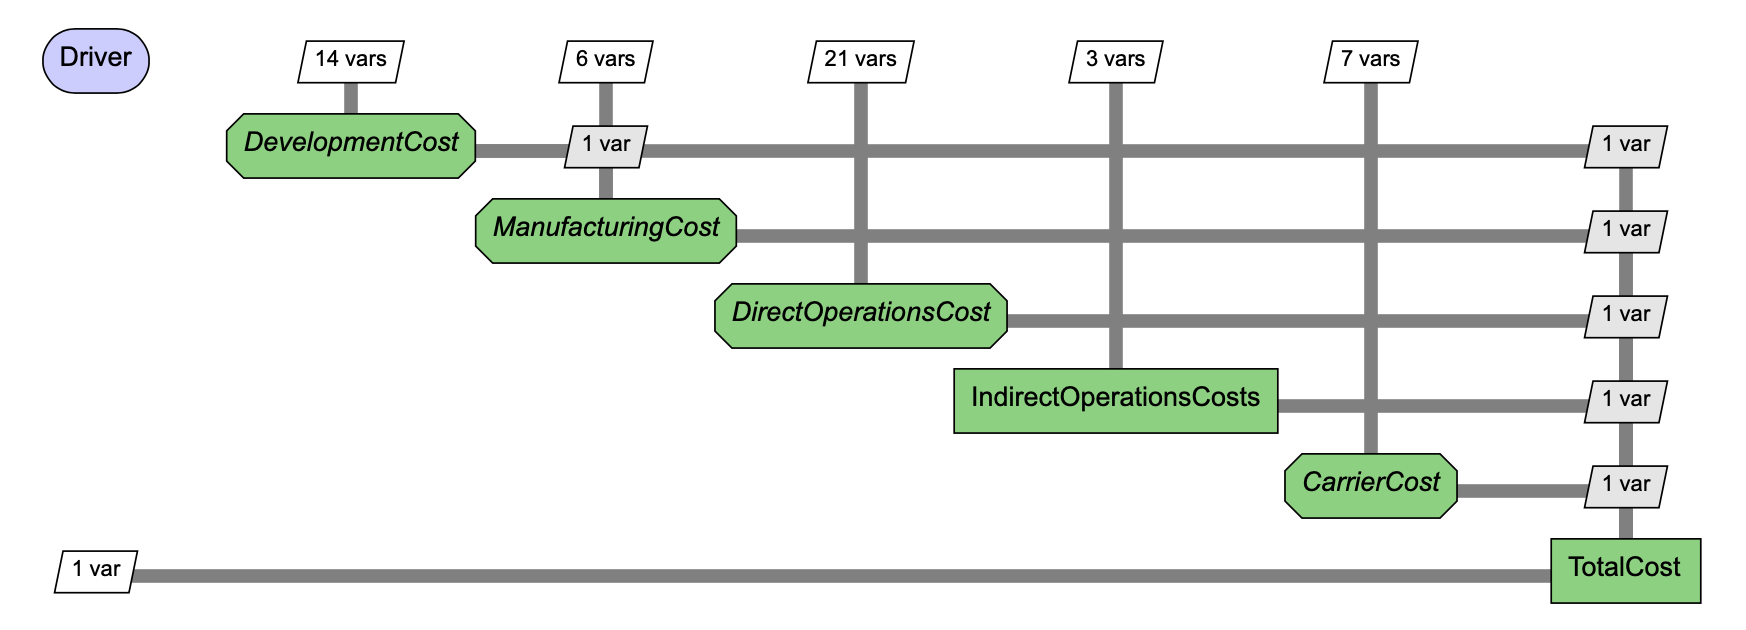 Driver
14 vars
6 vars
21 vars
3 vars
7 vars
DevelopmentCost
1 var
1 var
ManufacturingCost
1 var
DirectOperationsCost
1 var
IndirectOperationsCosts
1 var
CarrierCost
1 var
1 var
TotalCost